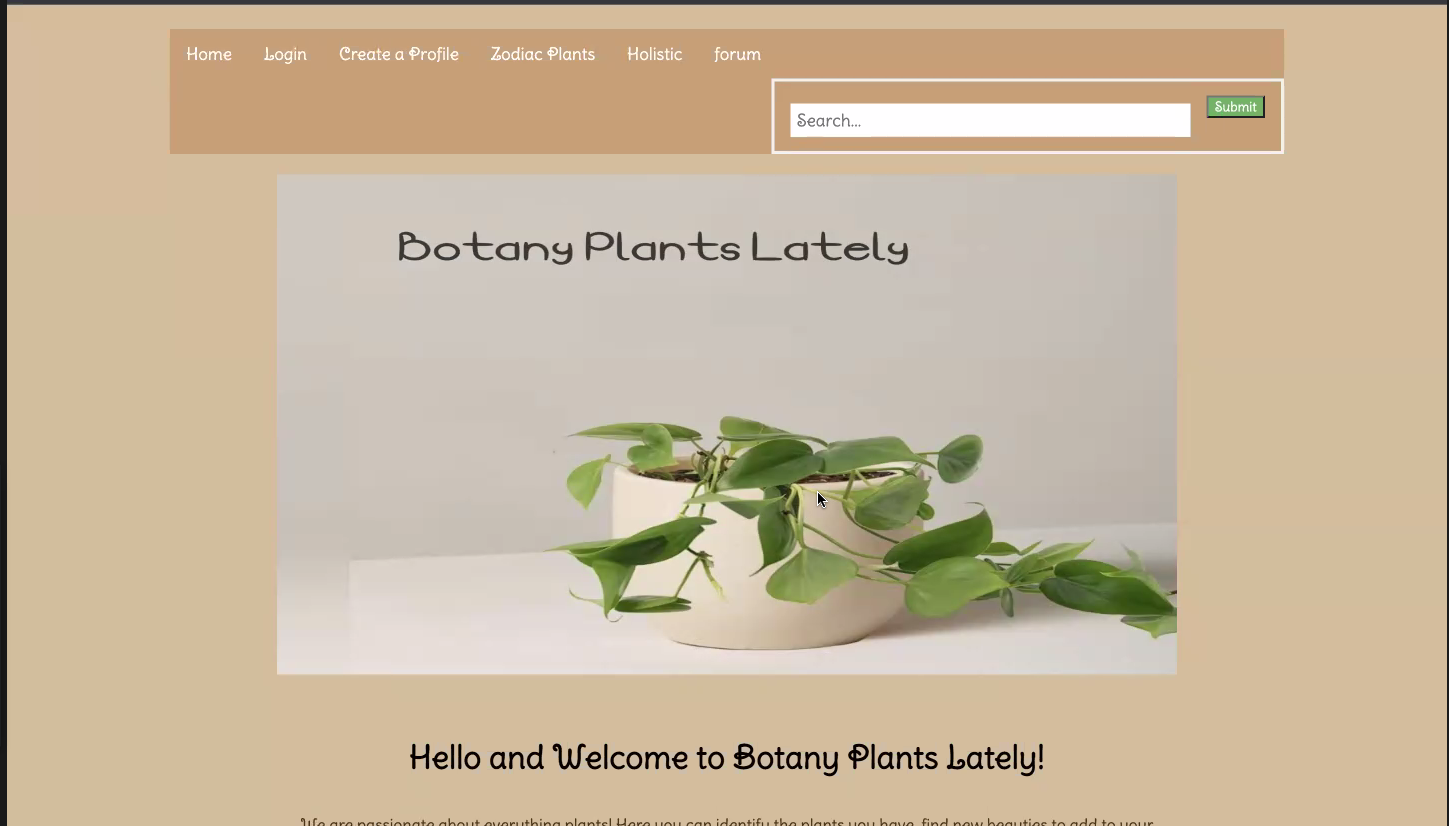 Home Login Create a Profile Zodiac Plants Holistic forum
Search... Submit
Botany Plants Lately
Hello and Welcome to Botany Plants Lately!
We are passionate about everything plants! Here you can identify the plants you have, find new beauties to add to your